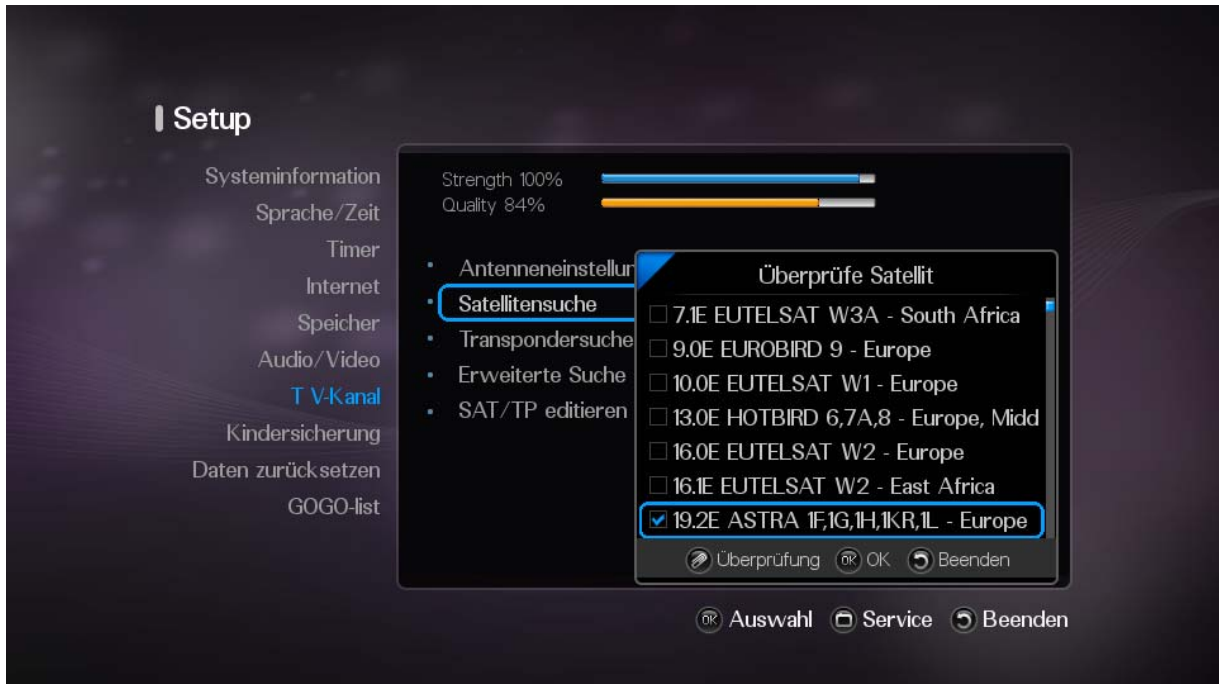 Setup
Systeminformation
Sprache/Zeit
Timer
Internet
Speicher
Audio/Video
T V-Kanal
Kindersicherung
Daten zurücksetzen
GOGO-list
Strength 100%
Quality 84%
Antenneneinstellun
Satellitensuche
Transpondersuche
Erweiterte Suche
SAT/TP editieren
Überprüfe Satellit
7.1E EUTELSAT W3A - South Africa
9.0E EUROBIRD 9 - Europe
10.0E EUTELSAT W1 - Europe
13.0E HOTBIRD 6,7A,8 - Europe, Midd
16.0E EUTELSAT W2 - Europe
16.1E EUTELSAT W2 - East Africa
19.2E ASTRA 1F,1G,1H,1KR,1L - Europe
Überprüfung OK OK Beenden
OK Auswahl Service Beenden